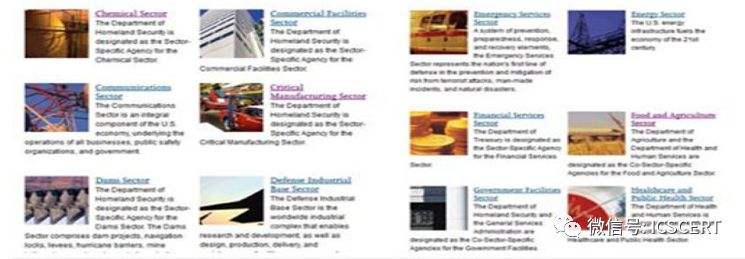 Chemical Sector
The Department of
Homeland Security is
designated as the Sector-
Specific Agency for the
Chemical Sector.
Commercial Facilities
Sector
The Department of
Homeland Security is
designated as the Sector-
Specific Agency for the
Commercial Facilities Sector.
Communications
Sector
The Communications
Sector is an integral
component of the U.S.
economy, underlying the
operations of all businesses, public safety
organizations, and government.
Critical
Manufacturing Sector
The Department of
Homeland Security is
designated as the Sector-
Specific Agency for the
Critical Manufacturing Sector.
Dams Sector
The Department of
Homeland Security is
designated as the Sector-
Specific Agency for the
Dams Sector. The Dams
Sector comprises dam projects, navigation
locks, levees, hurricane barriers, mine
Defense Industrial
Base Sector
The Defense Industrial
Base Sector is the
worldwide industrial
complex that enables
research and development, as well as
design, production, delivery, and
Emergency Services
Sector
A system of prevention,
preparedness, response,
and recovery elements,
the Emergency Services
Sector represents the nation's first line of
defense in the prevention and mitigation of
risk from terrorist attacks, man-made
incidents, and natural disasters.
Energy Sector
The U.S. energy
infrastructure fuels the
economy of the 21st
century.
Financial Services
Sector
The Department of
Treasury is designated
as the Sector-Specific
Agency for the Financial Services
Sector.
Food and Agriculture
Sector
The Department of
Agriculture and the
Department of Health and
Human Services are
designated as the Co-Sector-Specific
Agencies for the Food and Agriculture Sector.
Government Facilities
Sector
The Department of
Homeland Security and
the General Services
Administration are
designated as the Co-Sector-Specific
Agencies for the Government Facilities.
Healthcare and
Public Health Sector
The Department of Health
and Human Services is
Healthcare and Public Health Sector.
微信号: ICSCERT